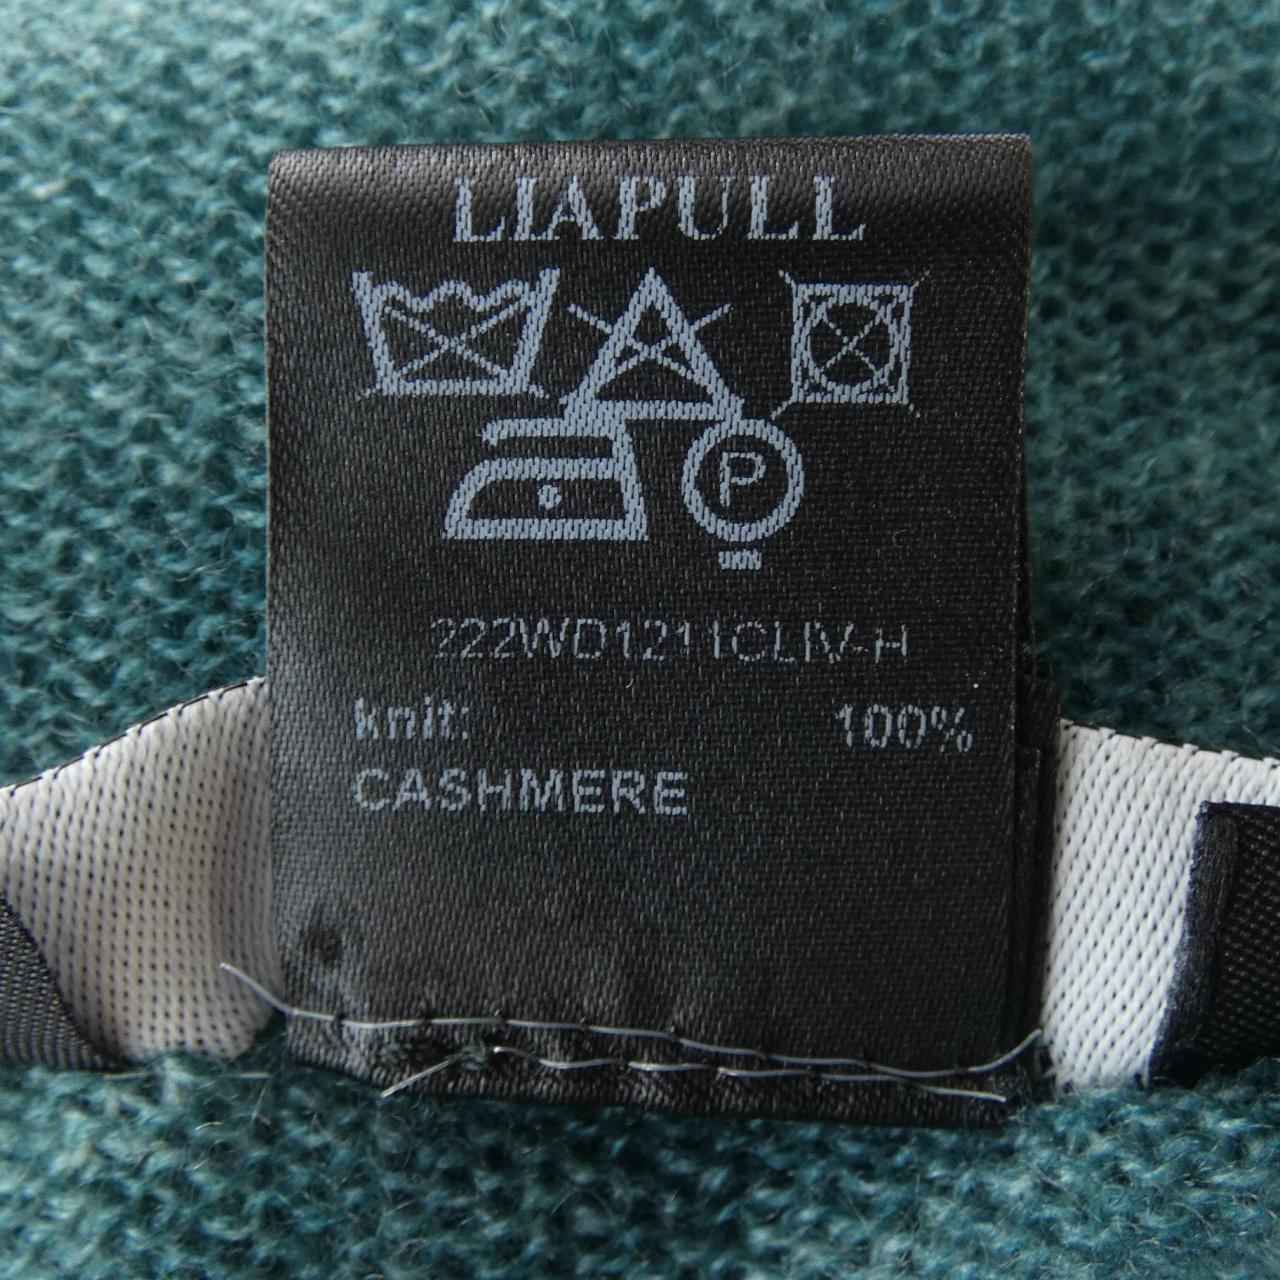 LIAPULL
P
222WD1211CLIV-H
knit: 100%
CASHMERE